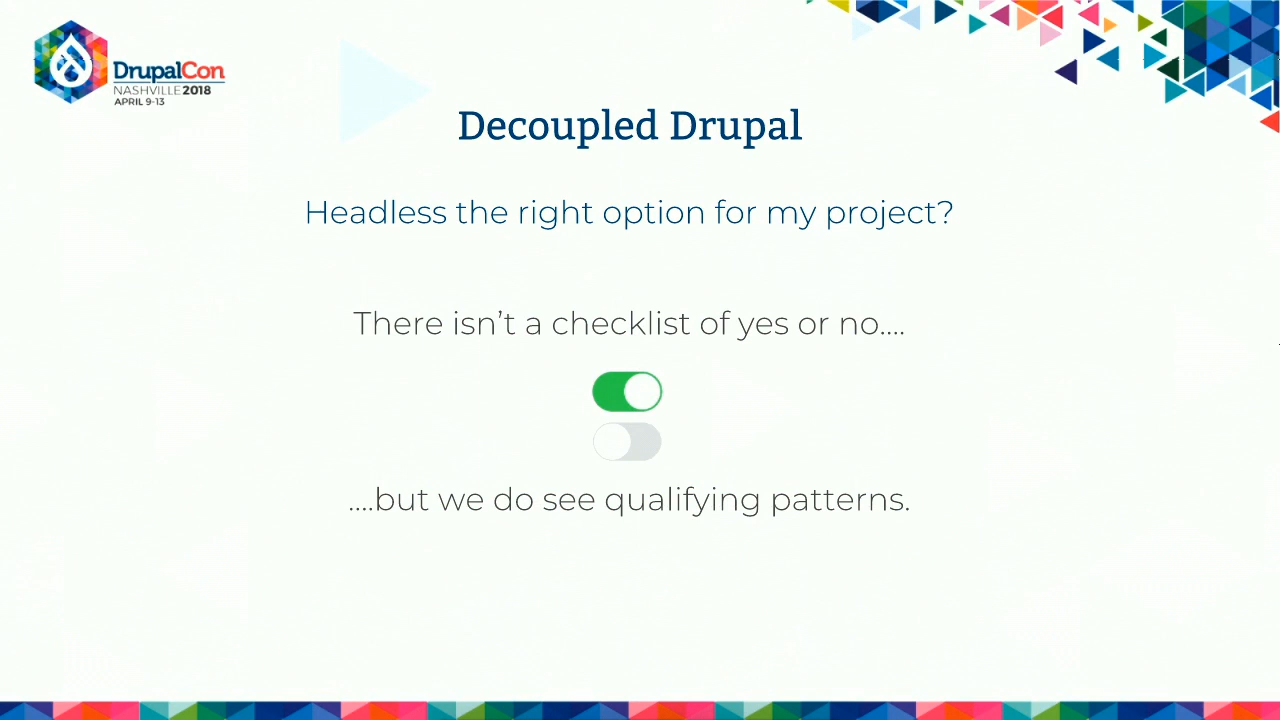 DrupalCon
NASHVILLE 2018
APRIL 9-13
Decoupled Drupal
Headless the right option for my project?
There isn’t a checklist of yes or no....
....but we do see qualifying patterns.